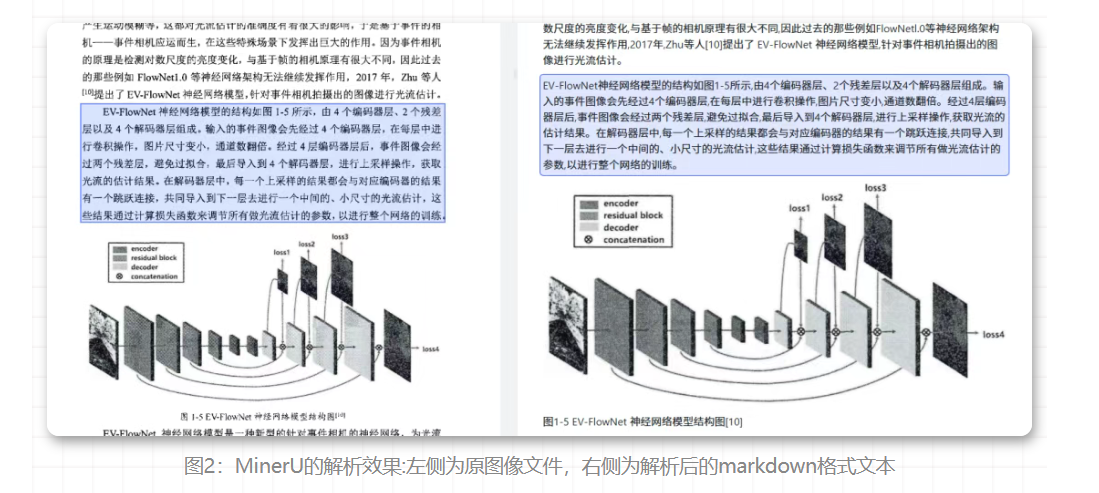 产生运动模糊等，这都对光流估计的准确度有着很大的影响，于是基于事件的相
机——事件相机应运而生，在这些特殊场景下发挥出巨大的作用。因为事件相机
的原理是检测对数尺度的亮度变化，与基于帧的相机原理有很大不同，因此过去
的那些例如 FlowNet1.0 等神经网络架构无法继续发挥作用，2017 年，Zhu 等人
[10]提出了 EV-FlowNet 神经网络模型,针对事件相机拍摄出的图像进行光流估计。
EV-FlowNet 神经网络模型的结构如图 1-5 所示，由 4 个编码器层、2 个残差
层以及 4 个解码器层组成。输入的事件图像会先经过 4 个编码器层，在每层中进
行卷积操作，图片尺寸变小，通道数翻倍。经过 4 层编码器层后，事件图像会经
过两个残差层，避免过拟合，最后导入到 4 个解码器层，进行上采样操作，获取
光流的估计结果。在解码器层中，每一个上采样的结果都会与对应编码器的结果
有一个跳跃连接，共同导入到下一层去进行一个中间的、小尺寸的光流估计，这
些结果通过计算损失函数来调节所有做光流估计的参数，以进行整个网络的训练。
encoder
residual block
decoder
concatenation
loss1
loss2
loss3
loss4
图 1-5 EV-FlowNet 神经网络模型结构图[10]
EV-FlowNet 神经网络模型是一种新型的针对事件相机的神经网络，为光流
数尺度的亮度变化,与基于帧的相机原理有很大不同,因此过去的那些例如FlowNetl.0等神经网络架构
无法继续发挥作用,2017年,Zhu等人[10]提出了 EV-FlowNet 神经网络模型,针对事件相机拍摄出的图
像进行光流估计。
EV-FlowNet神经网络模型的结构如图1-5所示,由4个编码器层、2个残差层以及4个解码器层组成。输
入的事件图像会先经过4个编码器层,在每层中进行卷积操作,图片尺寸变小,通道数翻倍。经过4层编码
器层后,事件图像会经过两个残差层,避免过拟合,最后导入到4个解码器层,进行上采样操作,获取光流的
估计结果。在解码器层中,每一个上采样的结果都会与对应编码器的结果有一个跳跃连接,共同导入到
下一层去进行一个中间的、小尺寸的光流估计,这些结果通过计算损失函数来调节所有做光流估计的
参数,以进行整个网络的训练。
encoder
residual block
decoder
concatenation
loss1
loss2
loss3
loss4
图1-5 EV-FlowNet 神经网络模型结构图[10]
图2：MinerU的解析效果:左侧为原图像文件，右侧为解析后的markdown格式文本